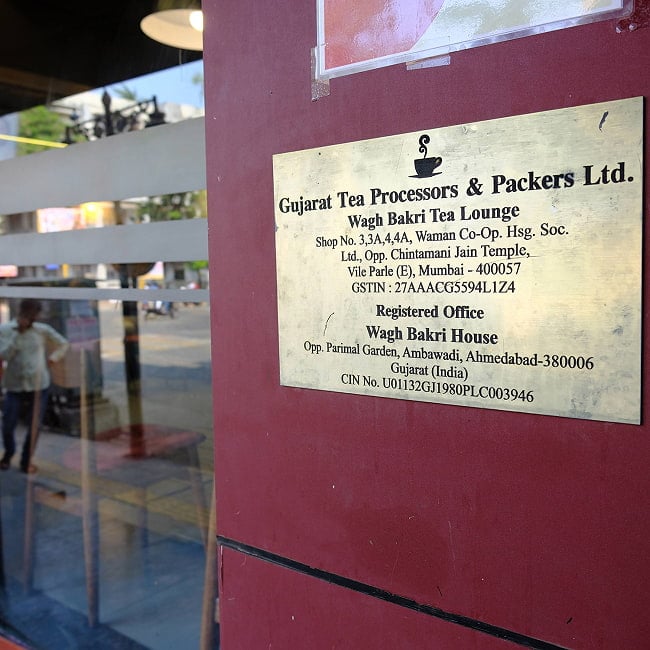 Gujarat Tea Processors & Packers Ltd.
Wagh Bakri Tea Lounge
Shop No. 3,3A,4,4A, Waman Co-Op. Hsg. Soc.
Ltd., Opp. Chintamani Jain Temple,
Vile Parle (E), Mumbai - 400057
GSTIN : 27AAACG5594L1Z4
Registered Office
Wagh Bakri House
Opp. Parimal Garden, Ambawadi, Ahmedabad-380006
Gujarat (India)
CIN No. U01132GJ1980PLC003946